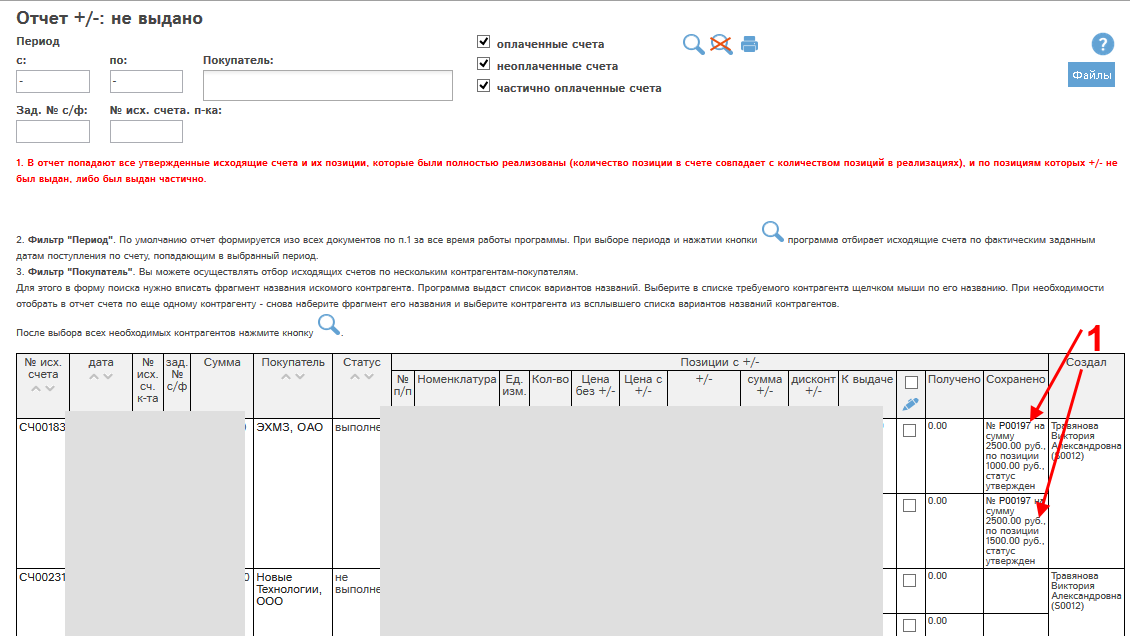 Отчет +/-: не выдано
Период
с:
по:
Покупатель:
-
-
Зад. № с/ф:
№ исх. счета. п-ка:
оплаченные счета
неоплаченные счета
частично оплаченные счета
?
Файлы
1. В отчет попадают все утвержденные исходящие счета и их позиции, которые были полностью реализованы (количество позиции в счете совпадает с количеством позиций в реализациях), и по позициям которых +/- не
был выдан, либо был выдан частично.
2. Фильтр "Период". По умолчанию отчет формируется изо всех документов по п.1 за все время работы программы. При выборе периода и нажатии кнопки программа отбирает исходящие счета по фактическим заданным
датам поступления по счету, попадающим в выбранный период.
3. Фильтр "Покупатель". Вы можете осуществлять отбор исходящих счетов по нескольким контрагентам-покупателям.
Для этого в форму поиска нужно вписать фрагмент названия искомого контрагента. Программа выдаст список вариантов названий. Выберите в списке требуемого контрагента щелчком мыши по его названию. При необходимости
отобрать в отчет счета по еще одному контрагенту - снова наберите фрагмент его названия и выберите контрагента из всплывшего списка вариантов названий контрагентов.
После выбора всех необходимых контрагентов нажмите кнопку .
1
№ исх.
счета
дата
№
исх.
сч.
к-та
зад.
№
с/ф
Сумма
Покупатель
Статус
Позиции с +/-
Создал
№
п/п
Номенклатура
Ед.
изм.
Кол-во
Цена
без +/-
Цена с
+/-
+/-
сумма
+/-
дисконт
+/-
К выдаче
Получено
Сохранено
СЧ00183
ЭХМЗ, ОАО
выполне
0.00
№ Р00197 на
сумму
2500.00 руб.,
по позиции
1000.00 руб.,
статус
утвержден
Травянова
Виктория
Александровна
(S0012)
0.00
№ Р00197 на
сумму
2500.00 руб.,
по позиции
1500.00 руб.,
статус
утвержден
СЧ00231
0
Новые
Технологии,
ООО
не
выполне
0.00
Травянова
Виктория
Александровна
(S0012)
0.00